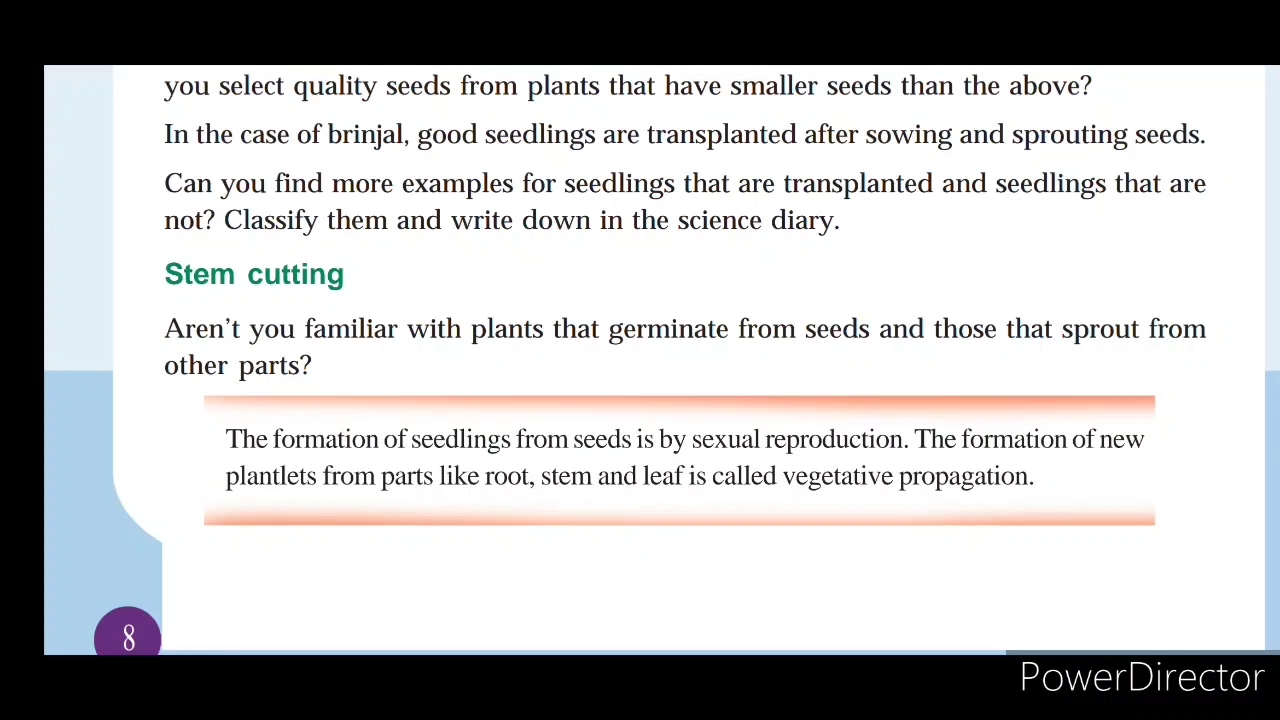 you select quality seeds from plants that have smaller seeds than the above?
In the case of brinjal, good seedlings are transplanted after sowing and sprouting seeds.
Can you find more examples for seedlings that are transplanted and seedlings that are
not? Classify them and write down in the science diary.
Stem cutting
Aren't you familiar with plants that germinate from seeds and those that sprout from
other parts?
The formation of seedlings from seeds is by sexual reproduction. The formation of new
plantlets from parts like root, stem and leaf is called vegetative propagation.
8
PowerDirector